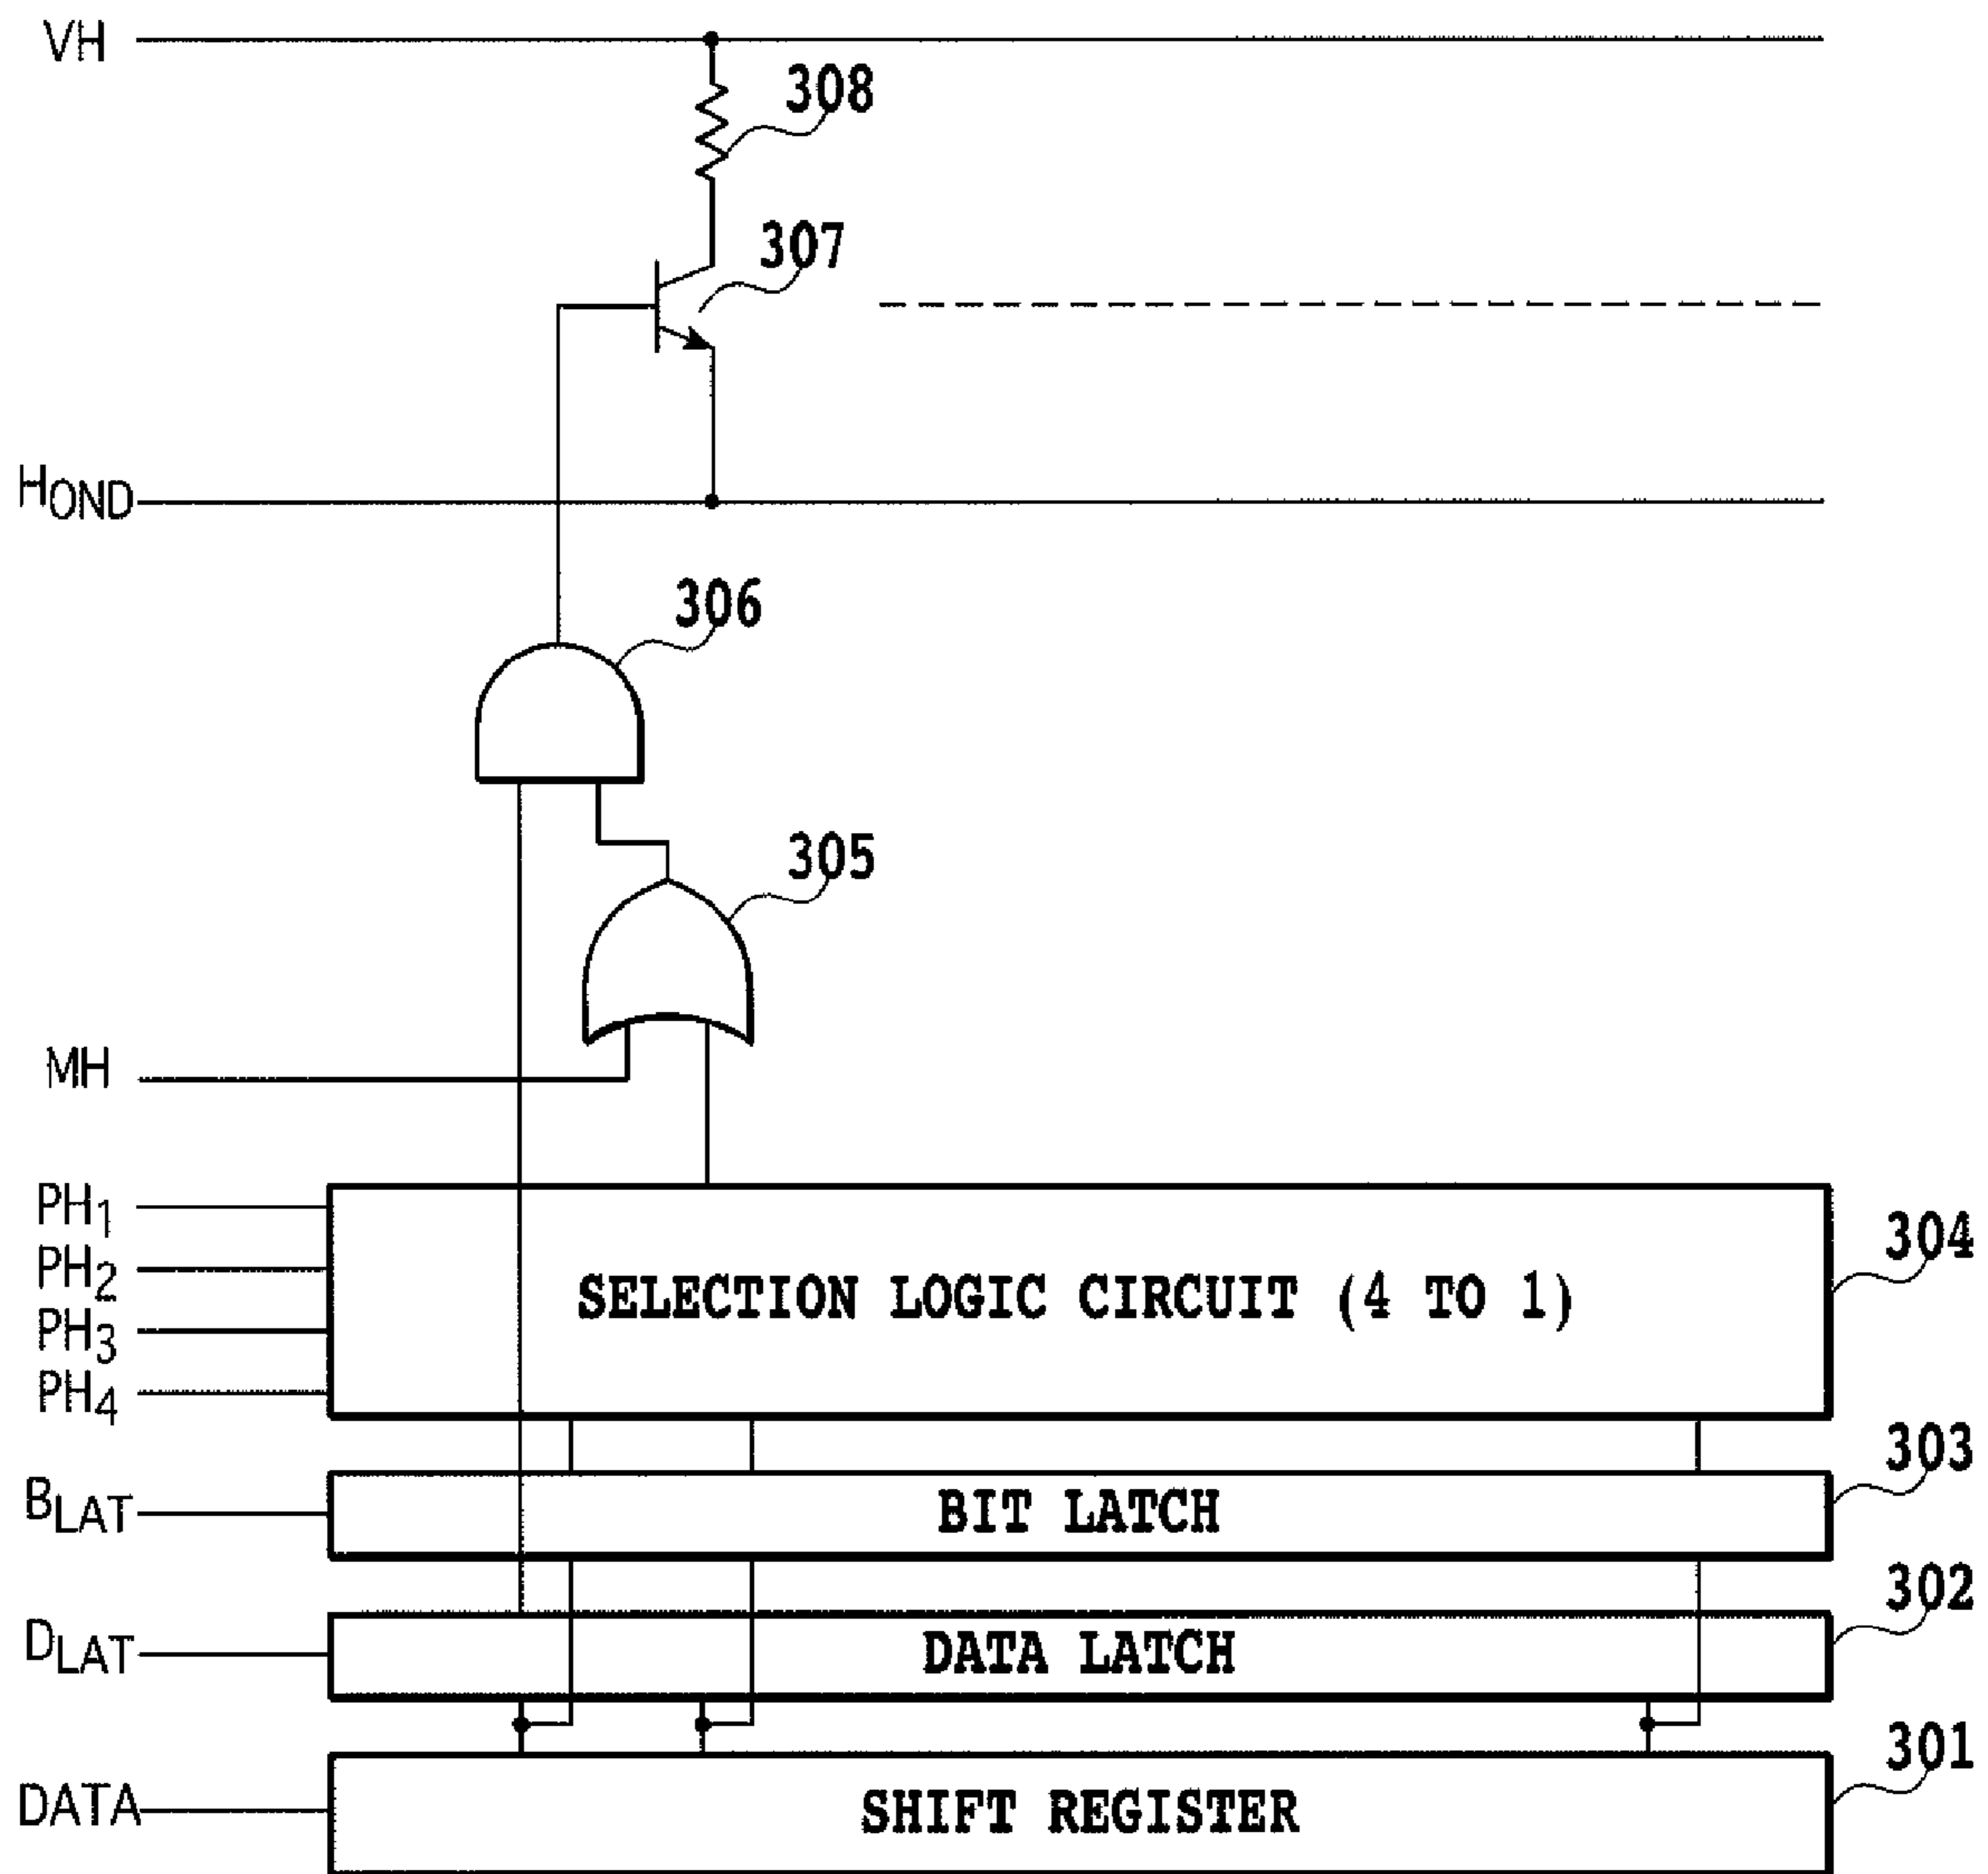 VH
308
307
HOND
306
305
MH
PH1
PH2
PH3
PH4
SELECTION LOGIC CIRCUIT (4 TO 1)
304
BLAT
BIT LATCH
303
DLAT
DATA LATCH
302
DATA
SHIFT REGISTER
301